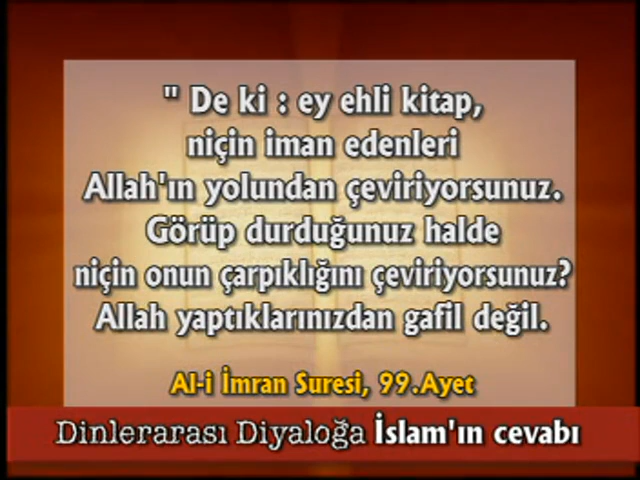 " De ki : ey ehli kitap,
niçin iman edenleri
Allah'ın yolundan çeviriyorsunuz.
Görüp durduğunuz halde
niçin onun çarpıklığını çeviriyorsunuz?
Allah yaptıklarınızdan gafil değil.
Al-i İmran Suresi, 99.Ayet
Dinlerarası Diyaloğa İslam'ın cevabı